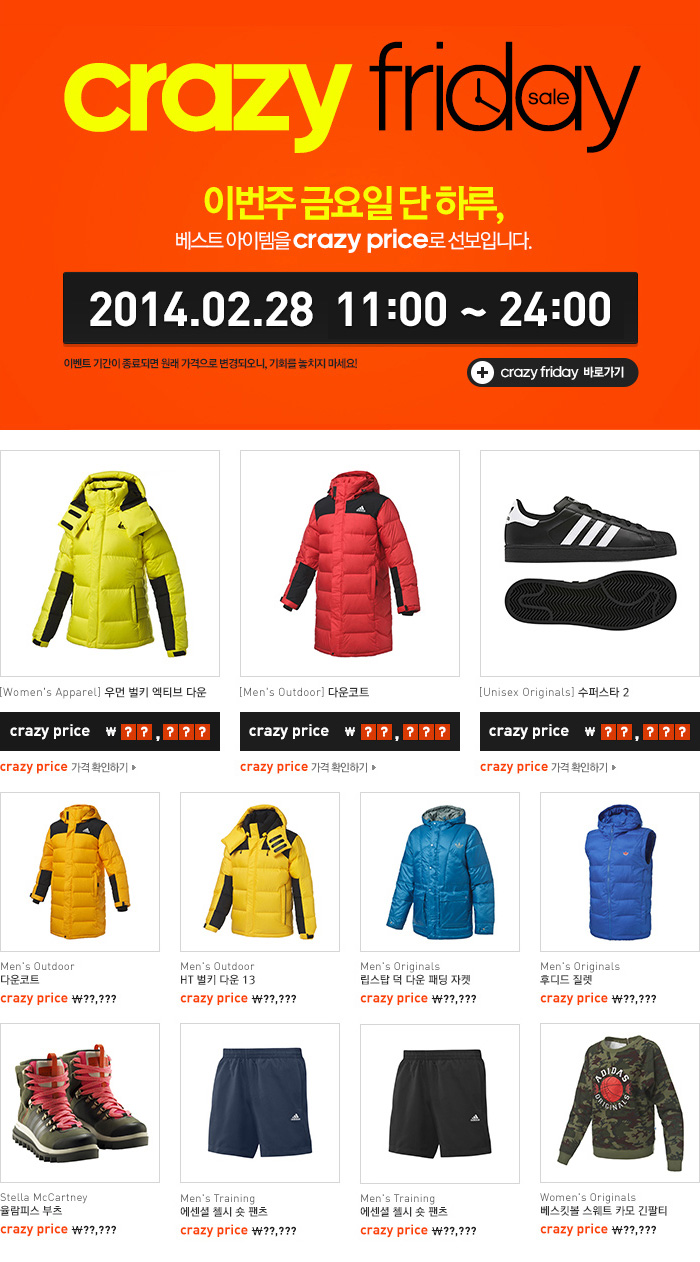 crazy friday
sale
이번주 금요일 단 하루,
베스트 아이템을 crazy price로 선보입니다.
2014.02.28 11:00 ~ 24:00
이벤트 기간이 종료되면 원래 가격으로 변경되오니, 기회를 놓치지 마세요!
crazy friday 바로가기
adidas
[Women's Apparel] 우먼 벌키 엑티브 다운
[Men's Outdoor] 다운코트
[Unisex Originals] 수퍼스타 2
crazy price ₩ ??,???
crazy price ₩ ??,???
crazy price ₩ ??,???
crazy price 가격 확인하기
crazy price 가격 확인하기
crazy price 가격 확인하기
Men's Outdoor
다운코트
crazy price ₩??,???
Men's Outdoor
HT 벌키 다운 13
crazy price ₩??,???
Men's Originals
립스탑 덕 다운 패딩 자켓
crazy price ₩??,???
Men's Originals
후디드 질렛
crazy price ₩??,???
ADIDAS
ORIGINALS
Stella McCartney
율람피스 부츠
crazy price ₩??,???
Men's Training
에센셜 첼시 숏 팬츠
crazy price ₩??,???
Men's Training
에센셜 첼시 숏 팬츠
crazy price ₩??,???
Women's Originals
베스킷볼 스웨트 카모 긴팔티
crazy price ₩??,???